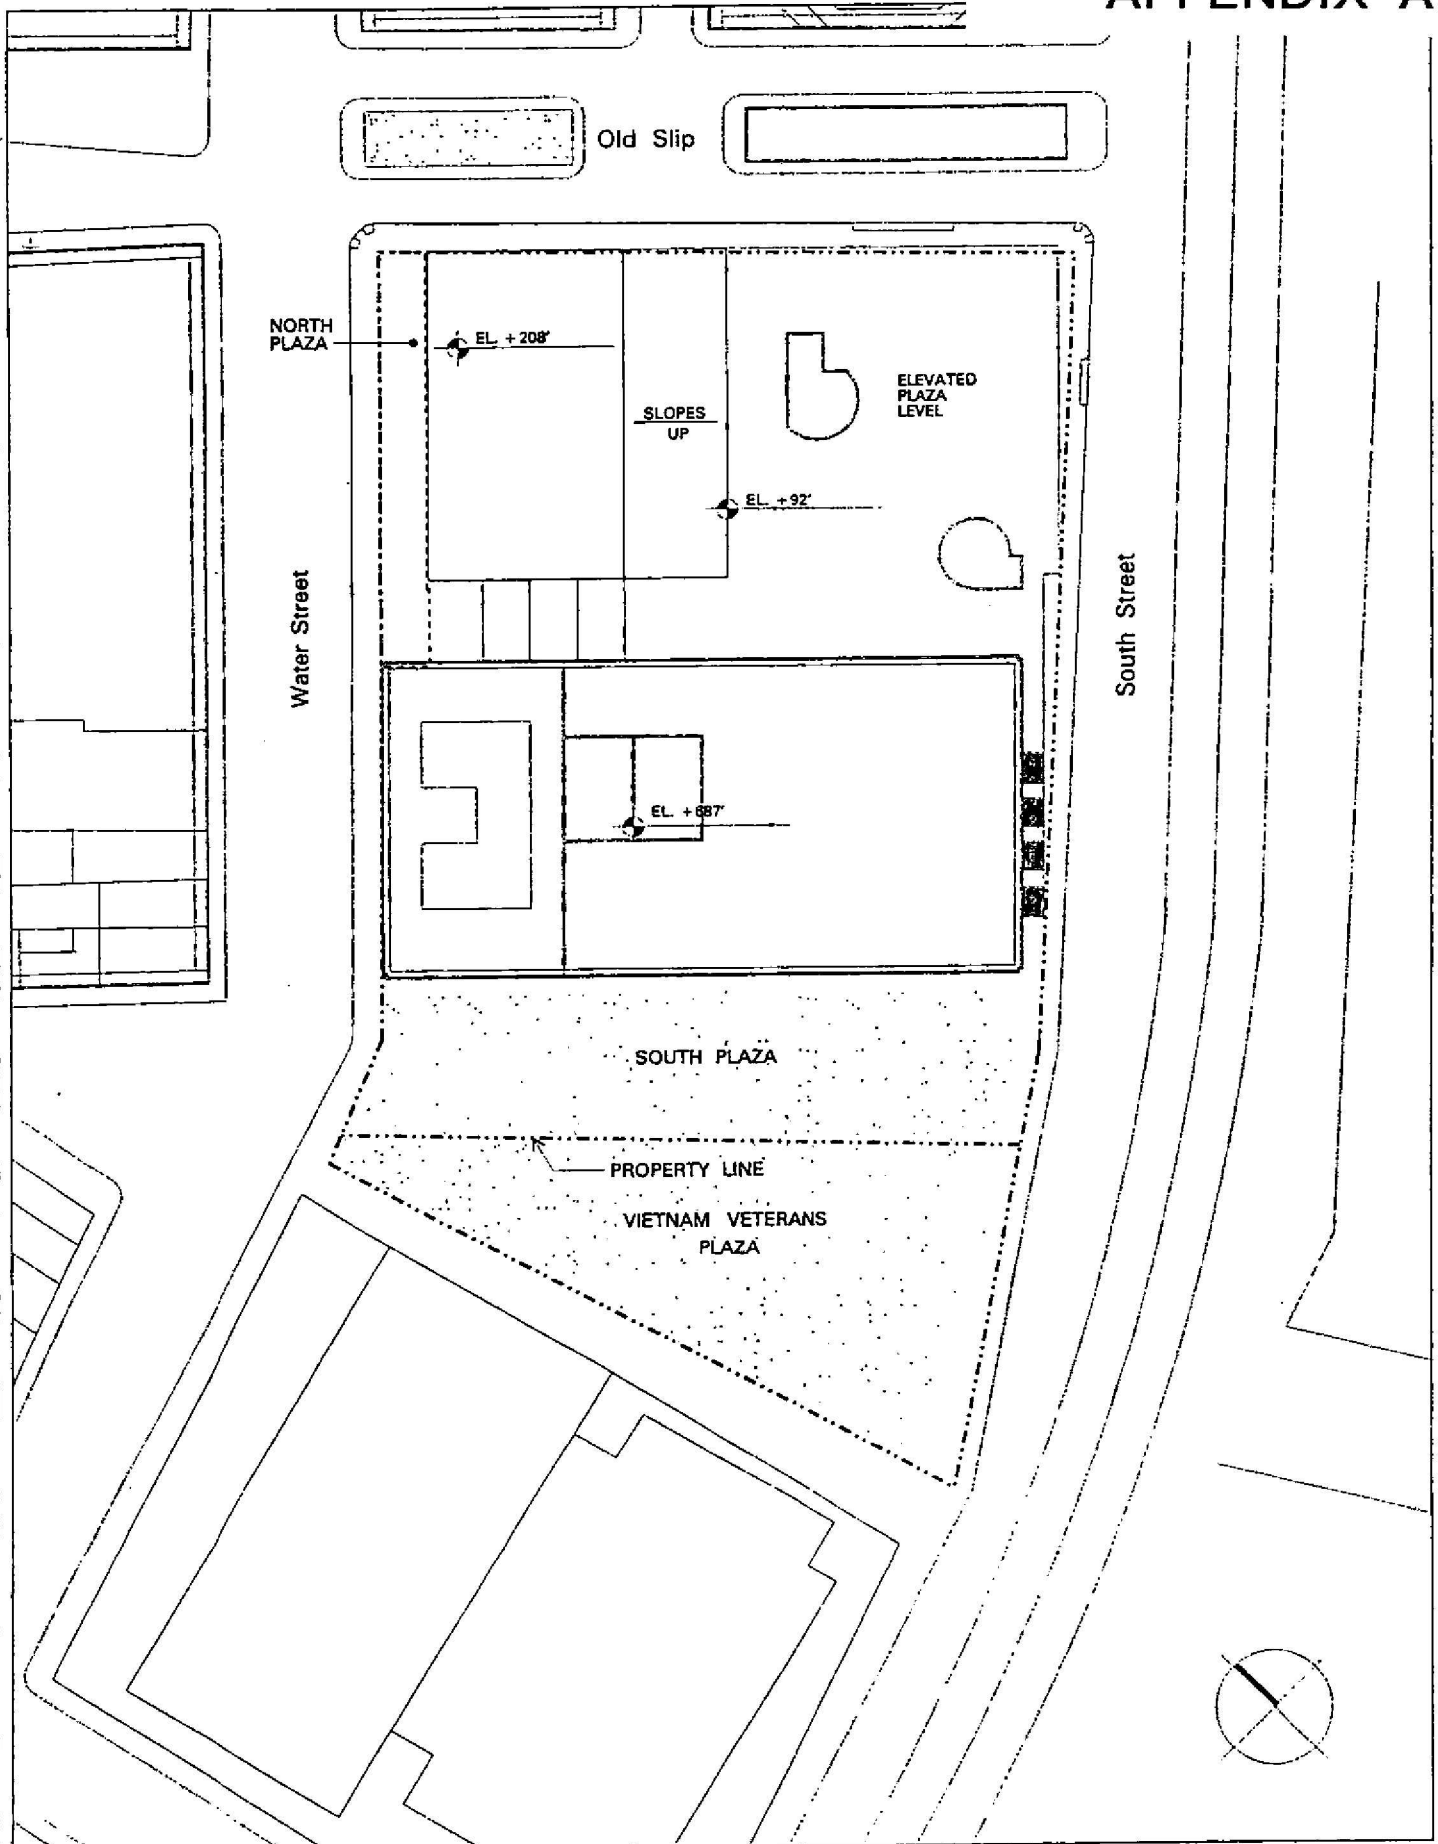 APPENDIX A
Old Slip
NORTH
PLAZA
EL. +208'
ELEVATED
PLAZA
LEVEL
SLOPES
UP
EL. +92'
Water Street
South Street
EL. +687'
SOUTH PLAZA
PROPERTY LINE
VIETNAM VETERANS
PLAZA